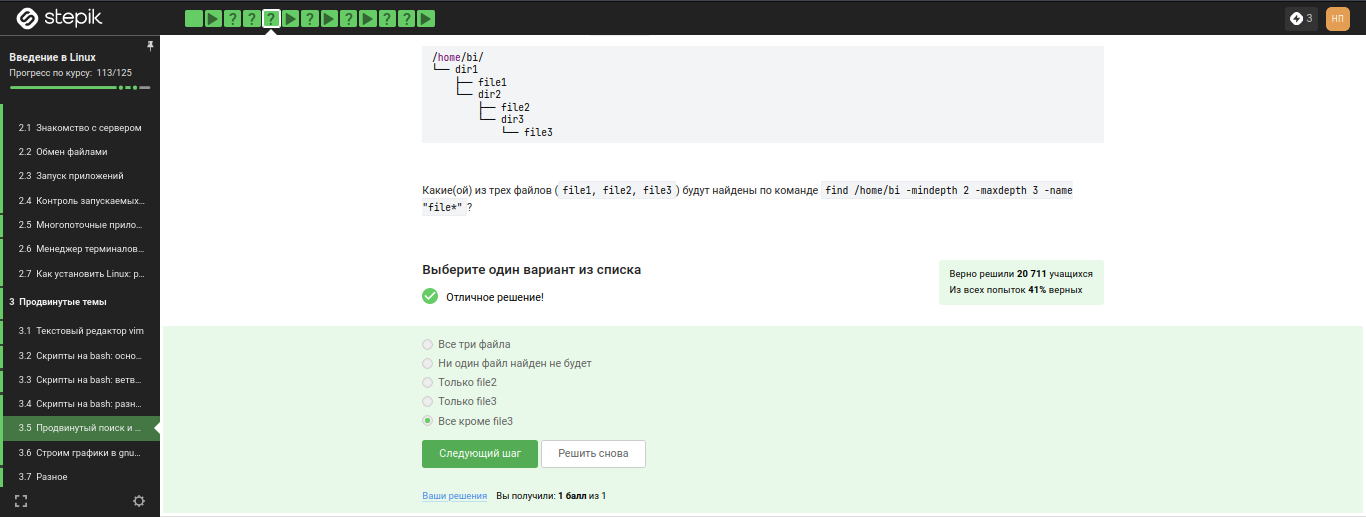 stepik
? ? ? ? ? ? ?
3
НП
Введение в Linux
Прогресс по курсу: 113/125
2.1 Знакомство с сервером
2.2 Обмен файлами
2.3 Запуск приложений
2.4 Контроль запускаемых...
2.5 Многопоточные прило...
2.6 Менеджер терминалов...
2.7 Как установить Linux: р...
3 Продвинутые темы
3.1 Текстовый редактор vim
3.2 Скрипты на bash: осно...
3.3 Скрипты на bash: ветв...
3.4 Скрипты на bash: разн...
3.5 Продвинутый поиск и ...
3.6 Строим графики в gnu...
3.7 Разное
/home/bi/
└── dir1
    ├── file1
    └── dir2
        ├── file2
        └── dir3
            └── file3
Какие(ой) из трех файлов ( file1, file2, file3 ) будут найдены по команде find /home/bi -mindepth 2 -maxdepth 3 -name
"file*" ?
Выберите один вариант из списка
Отличное решение!
Верно решили 20 711 учащихся
Из всех попыток 41% верных
Все три файла
Ни один файл найден не будет
Только file2
Только file3
Все кроме file3
Следующий шаг
Решить снова
Ваши решения Вы получили: 1 балл из 1